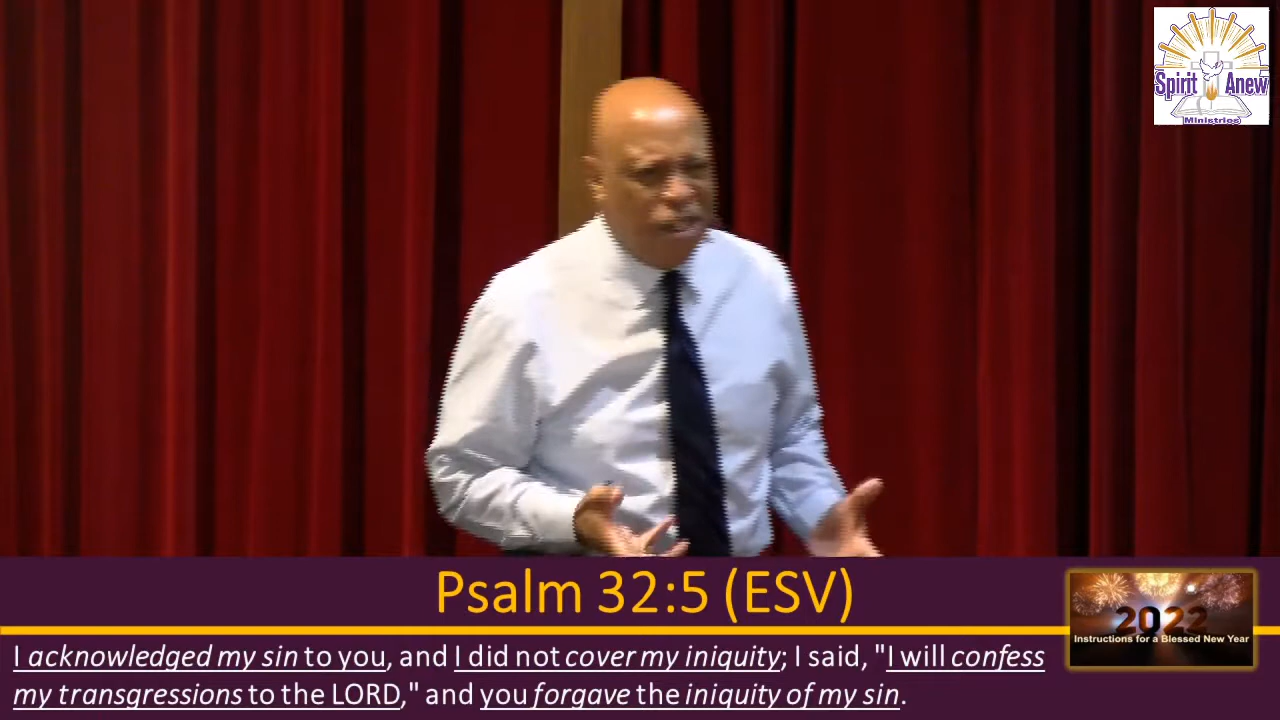 Spirit Anew
Ministries
Psalm 32:5 (ESV)
2022
Instructions for a Blessed New Year
I acknowledged my sin to you, and I did not cover my iniquity; I said, "I will confess
my transgressions to the LORD," and you forgave the iniquity of my sin.